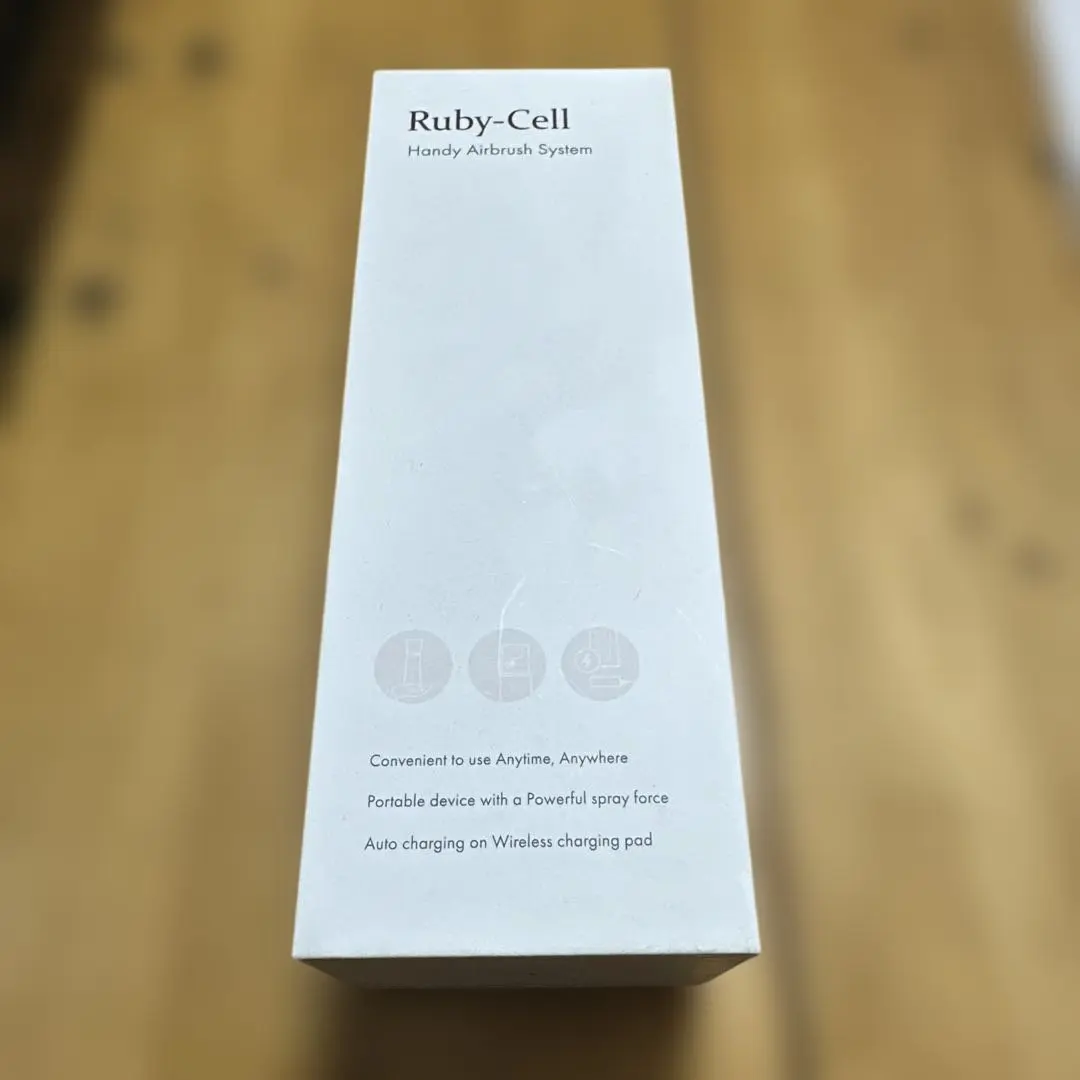 Ruby-Cell
Handy Airbrush System
Convenient to use Anytime, Anywhere
Portable device with a Powerful spray force
Auto charging on Wireless charging pad